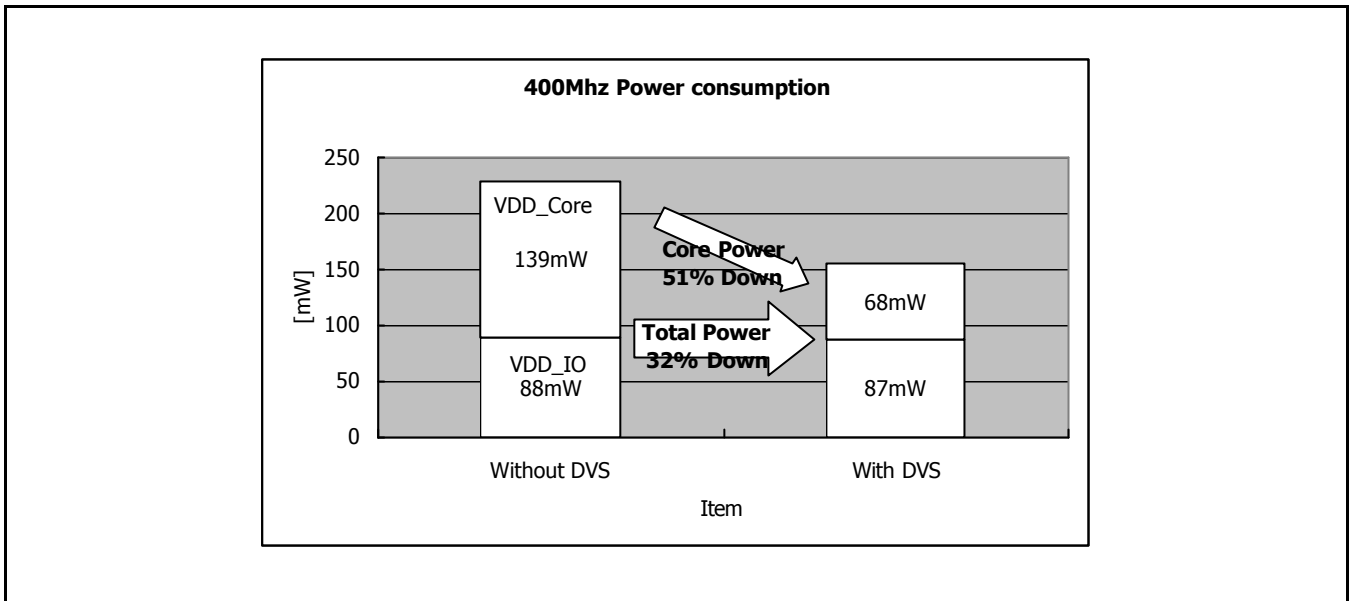 400Mhz Power consumption
[mW]
250
200
150
100
50
0
VDD_Core
139mW
VDD_IO
88mW
Core Power
51% Down
Total Power
32% Down
68mW
87mW
Without DVS
With DVS
Item